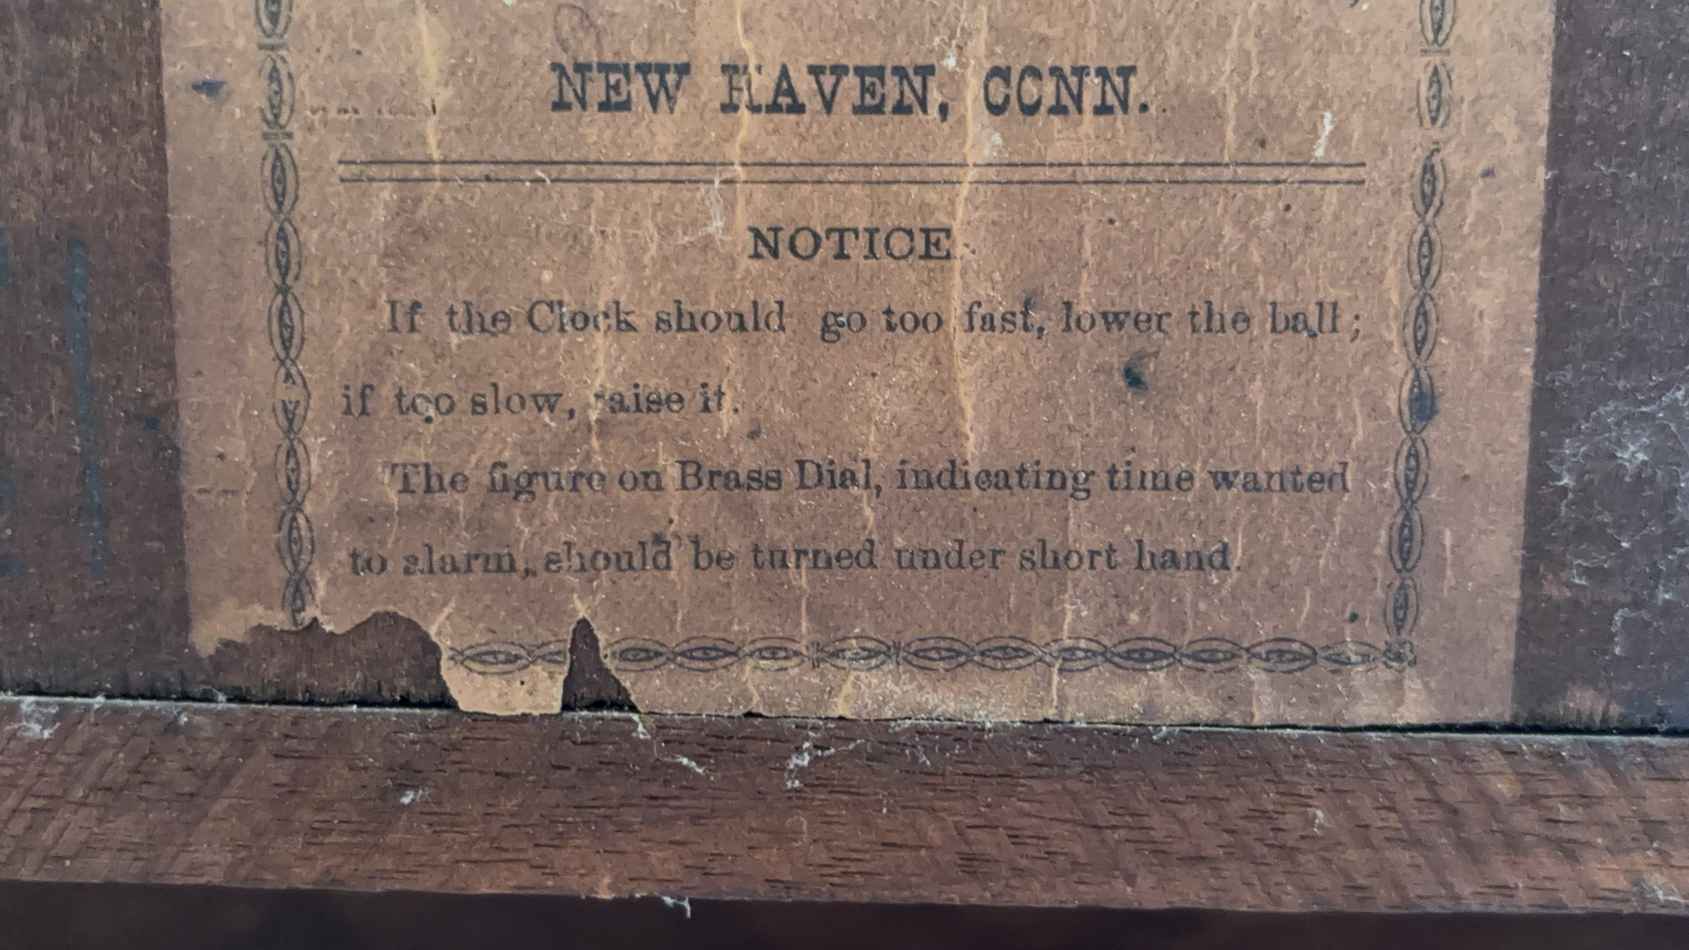 NEW HAVEN, CONN.
NOTICE
If the Clock should go too fast, lower the ball;
if too slow, raise it.
The figure on Brass Dial, indicating time wanted
to alarm, should be turned under short hand.